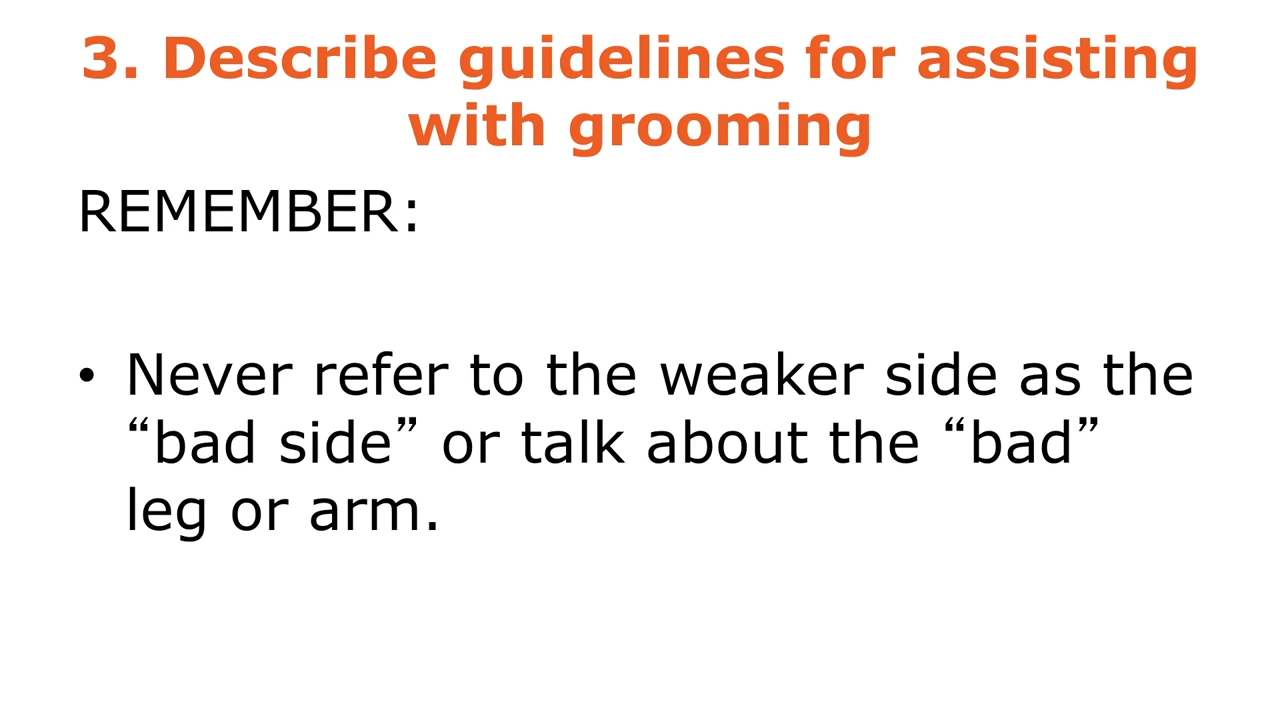 3. Describe guidelines for assisting
with grooming
REMEMBER:
• Never refer to the weaker side as the
“bad side” or talk about the “bad”
leg or arm.